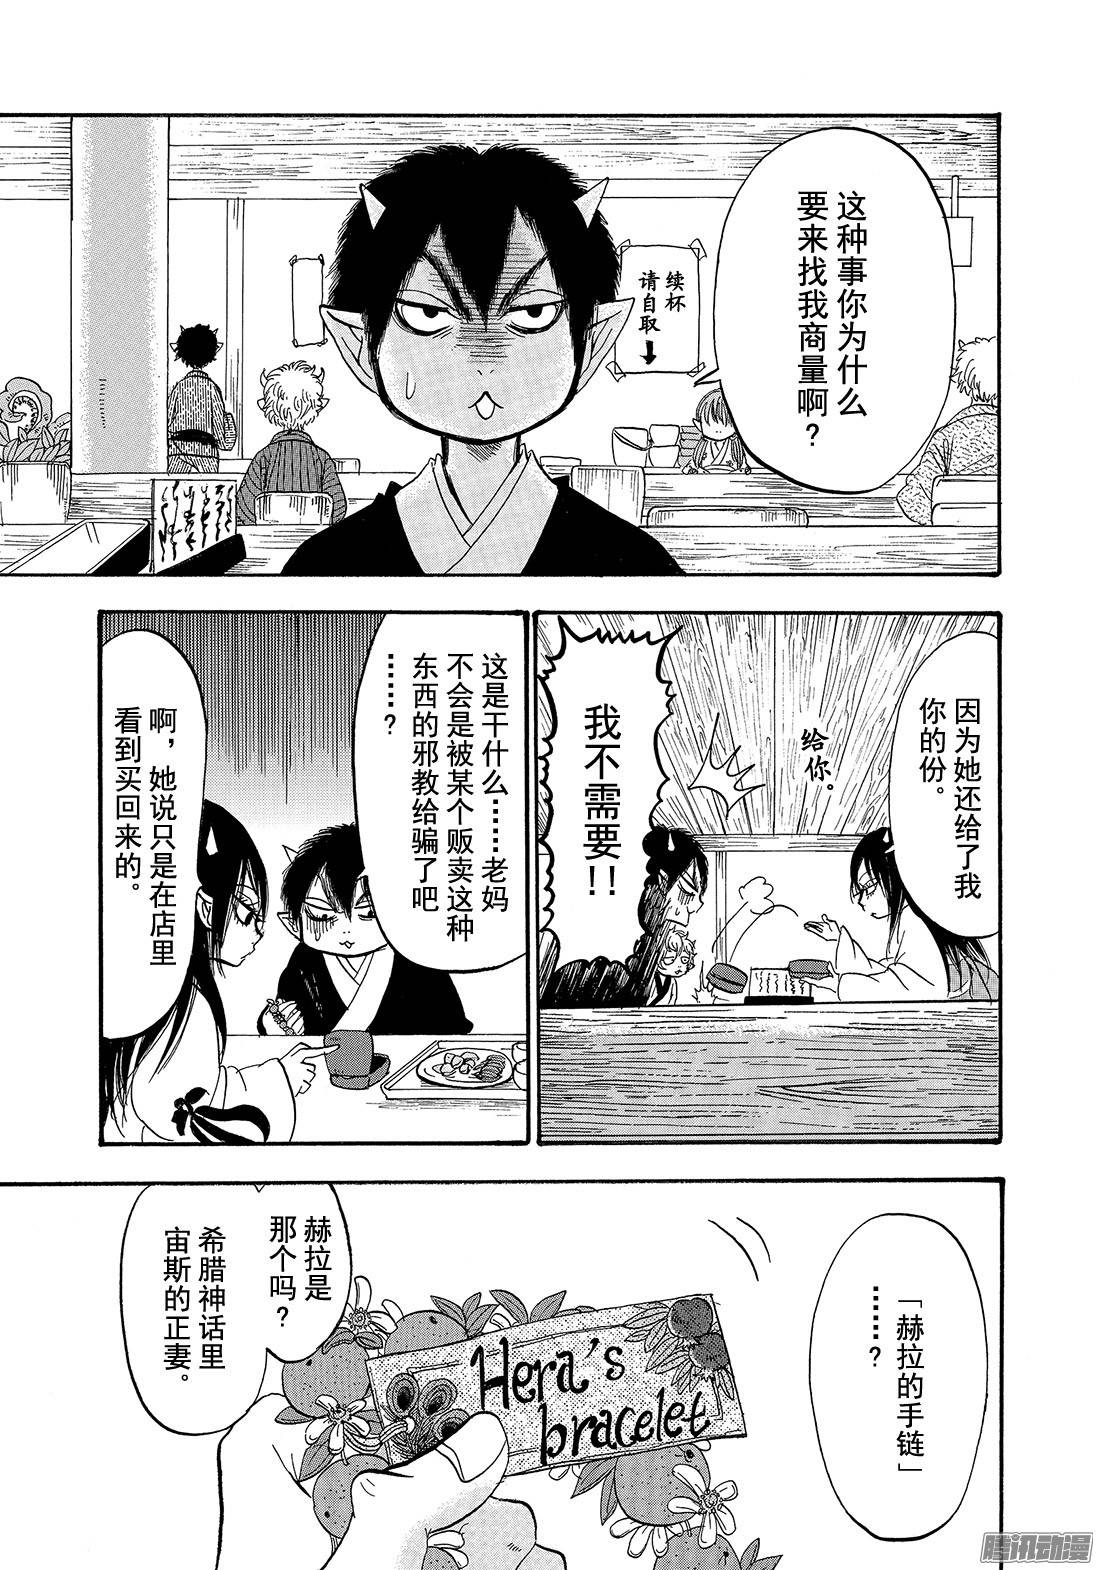 这种事你为什么
要来找我商量啊？
续杯
请自取
因为她还给了我
你的份。
给你。
我不需要!!
这是干什么……老妈
不会是被某个贩卖这种
东西的邪教给骗了吧
……？
啊，她说只是在店里
看到买回来的。
「赫拉的手链」
……？
Hera's
bracelet
赫拉是
那个吗？
希腊神话里
宙斯的正妻。
腾讯动漫